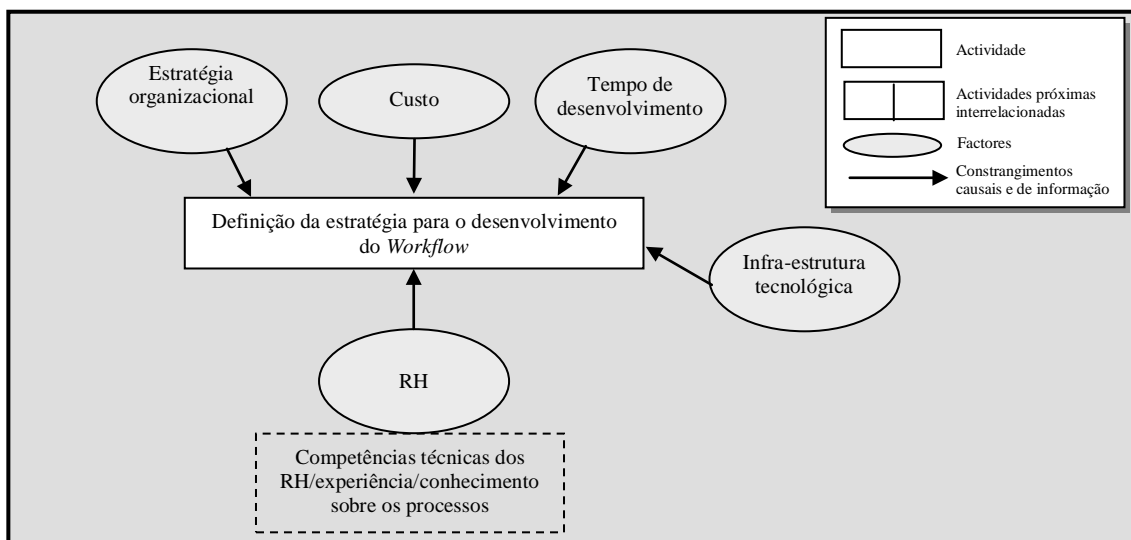 Estratégia
organizacional
Custo
Tempo de
desenvolvimento
Definição da estratégia para o desenvolvimento
do Workflow
Infra-estrutura
tecnológica
RH
Competências técnicas dos
RH/experiência/conhecimento
sobre os processos
Actividade
Actividades próximas
interrelacionadas
Factores
Constrangimentos
causais e de informação